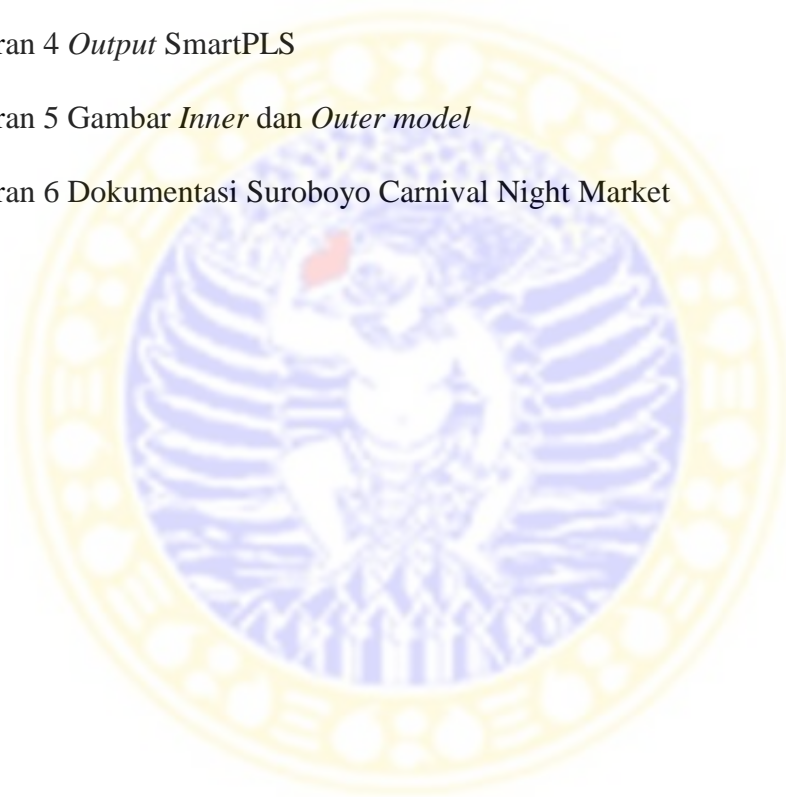 ran 4 Output SmartPLS
ran 5 Gambar Inner dan Outer model
ran 6 Dokumentasi Suroboyo Carnival Night Market